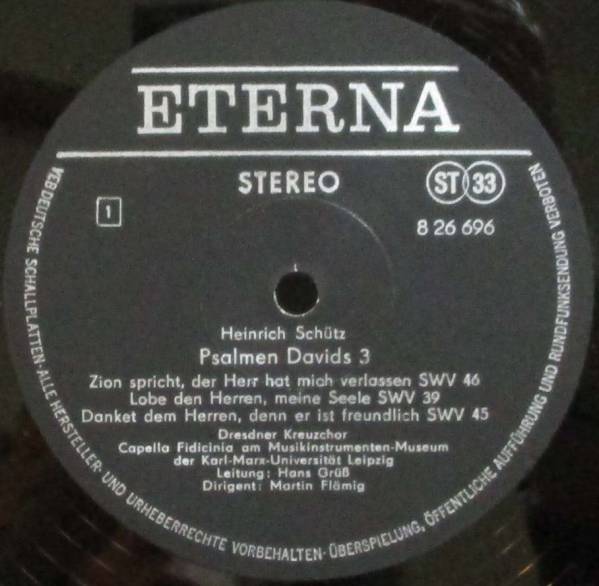 ETERNA
STEREO
ST 33
1
8 26 696
Heinrich Schütz
Psalmen Davids 3
Zion spricht, der Herr hat mich verlassen SWV 46
Lobe den Herren, meine Seele SWV 39
Danket dem Herren, denn er ist freundlich SWV 45
Dresdner Kreuzchor
Capella Fidicinia am Musikinstrumenten-Museum
der Karl-Marx-Universität Leipzig
Leitung: Hans Grüß
Dirigent: Martin Flämig
VEB DEUTSCHE SCHALLPLATTEN·ALLE HERSTELLER- UND URHEBERRECHTE VORBEHALTEN·ÜBERSPIELUNG, ÖFFENTLICHE AUFFÜHRUNG UND RUNDFUNKSENDUNG VERBOTEN